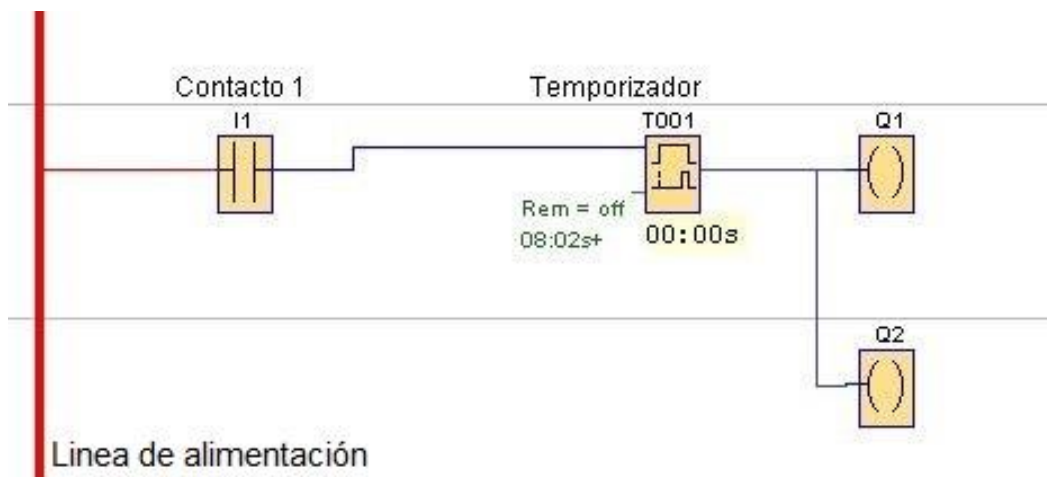 Contacto 1
Temporizador
I1
T001
Q1
Rem = off
08:02s+
00:00s
Q2
Linea de alimentación